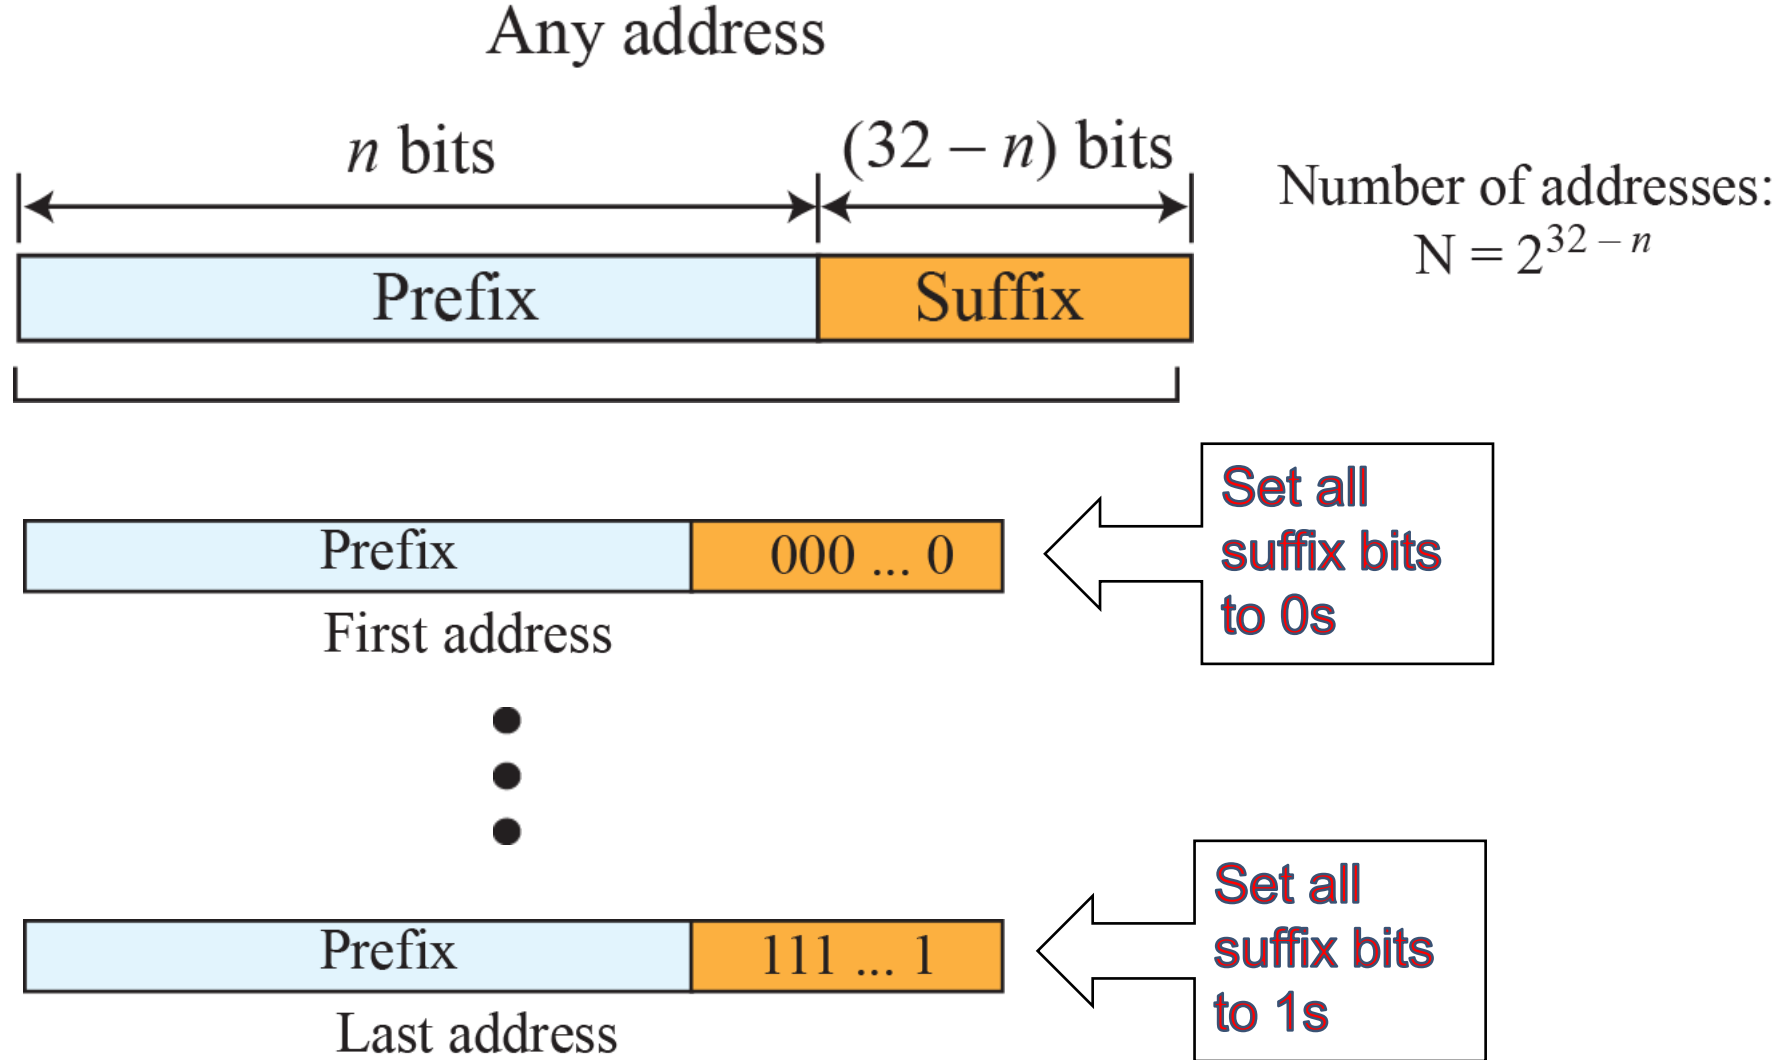 Any address
n bits
(32 – n) bits
Number of addresses:
N = 2^{32 – n}
Prefix
Suffix
Prefix
000 ... 0
First address
Set all
suffix bits
to 0s
Prefix
111 ... 1
Last address
Set all
suffix bits
to 1s